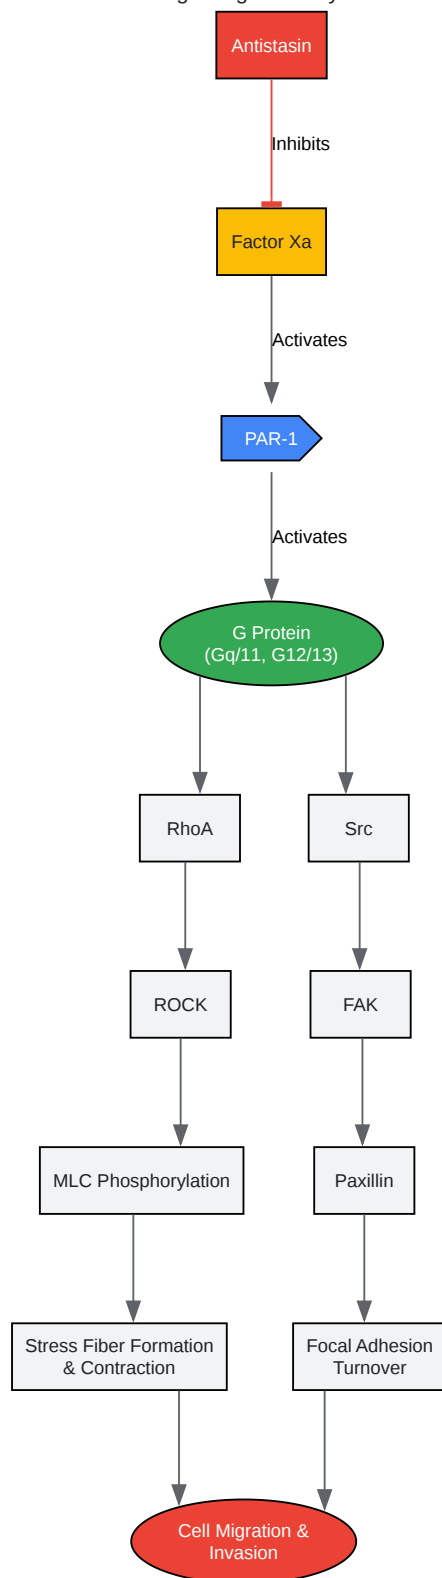 Antistasin
Inhibits
Factor Xa
Activates
PAR-1
Activates
G Protein
(Gq/11, G12/13)
RhoA
Src
ROCK
FAK
MLC Phosphorylation
Paxillin
Stress Fiber Formation
& Contraction
Focal Adhesion
Turnover
Cell Migration &
Invasion